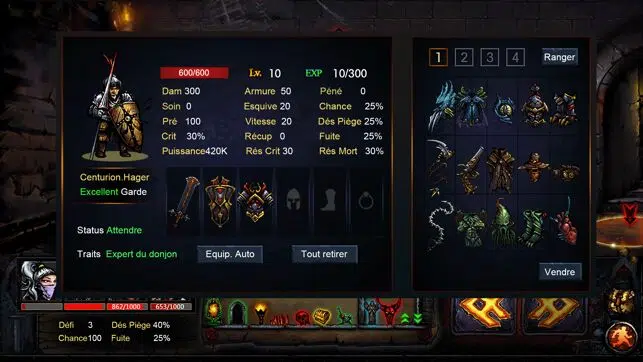 600/600 Lv. 10 EXP 10/300
Dam 300 Armure 50 Péné 0
Soin 0 Esquive 20 Chance 25%
Pré 100 Vitesse 20 Dés Piège 25%
Crit 30% Récup 0 Fuite 25%
Puissance420K Rés Crit 30 Rés Mort 30%
Centurion.Hager
Excellent Garde
Status Attendre
Traits Expert du donjon
Equip. Auto Tout retirer
1 2 3 4 Ranger
Vendre
862/1000 653/1000
Défi 3 Dés Piège 40%
Chance100 Fuite 25%